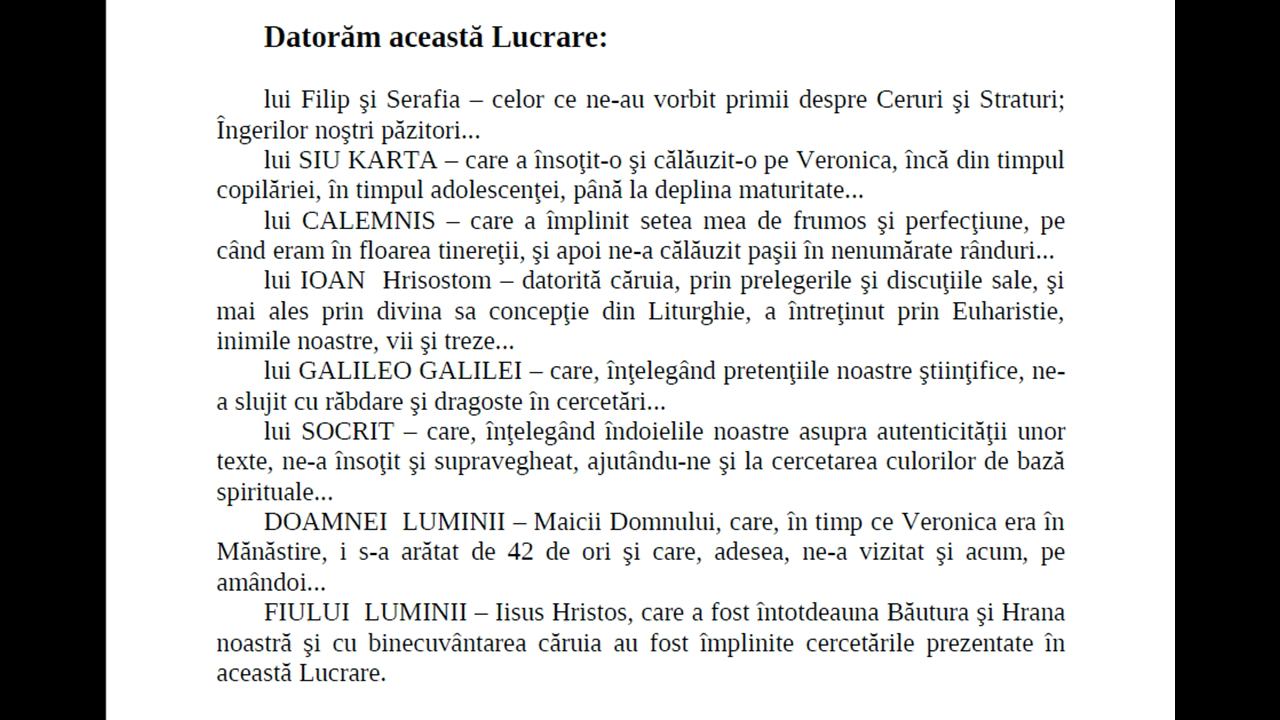 Datorăm această Lucrare:
lui Filip şi Serafia – celor ce ne-au vorbit primii despre Ceruri şi Straturi;
Îngerilor noştri păzitori...
lui SIU KARTA – care a însoţit-o şi călăuzit-o pe Veronica, încă din timpul
copilăriei, în timpul adolescenţei, până la deplina maturitate...
lui CALEMNIS – care a împlinit setea mea de frumos şi perfecţiune, pe
când eram în floarea tinereţii, şi apoi ne-a călăuzit paşii în nenumărate rânduri...
lui IOAN Hrisostom – datorită căruia, prin prelegerile şi discuţiile sale, şi
mai ales prin divina sa concepţie din Liturghie, a întreţinut prin Euharistie,
inimile noastre, vii şi treze...
lui GALILEO GALILEI – care, înţelegând pretenţiile noastre ştiinţifice, ne-
a slujit cu răbdare şi dragoste în cercetări...
lui SOCRIT – care, înţelegând îndoielile noastre asupra autenticităţii unor
texte, ne-a însoţit şi supravegheat, ajutându-ne şi la cercetarea culorilor de bază
spirituale...
DOAMNEI LUMINII – Maicii Domnului, care, în timp ce Veronica era în
Mănăstire, i s-a arătat de 42 de ori şi care, adesea, ne-a vizitat şi acum, pe
amândoi...
FIULUI LUMINII – Iisus Hristos, care a fost întotdeauna Băutura şi Hrana
noastră şi cu binecuvântarea căruia au fost împlinite cercetările prezentate în
această Lucrare.